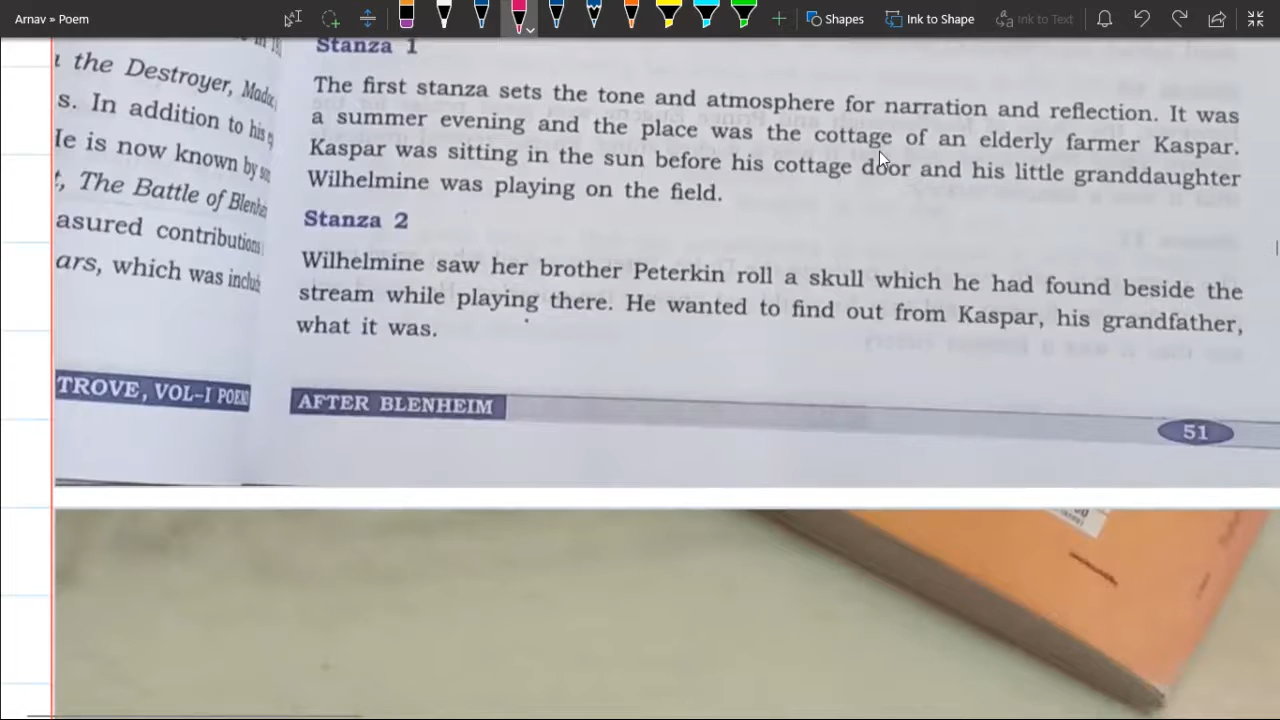 Arnav » Poem
Shapes
Ink to Shape
Ink to Text
the Destroyer,
s. In addition to his
is now known by
The Battle of
asured contributions
ars, which was
TROVE, VOL-I
Stanza 1
The first stanza sets the tone and atmosphere for narration and reflection. It was
a summer evening and the place was the cottage of an elderly farmer Kaspar.
Kaspar was sitting in the sun before his cottage door and his little granddaughter
Wilhelmine was playing on the field.
Stanza 2
Wilhelmine saw her brother Peterkin roll a skull which he had found beside the
stream while playing there. He wanted to find out from Kaspar, his grandfather,
what it was.
AFTER BLENHEIM
51